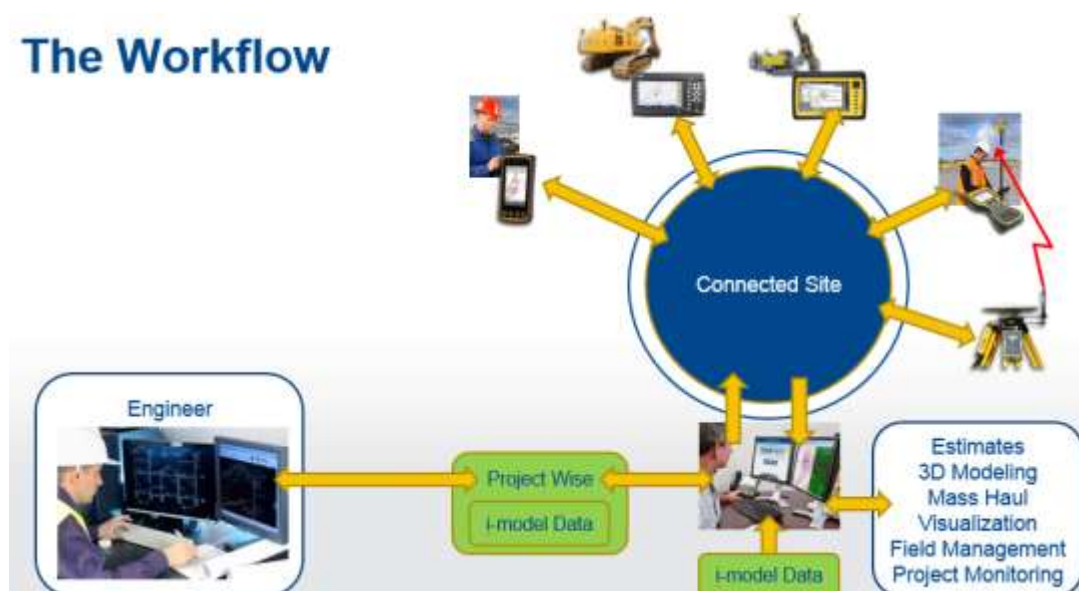 The Workflow
Connected Site
Engineer
Project Wise
i-model Data
i-model Data
Estimates
3D Modeling
Mass Haul
Visualization
Field Management
Project Monitoring